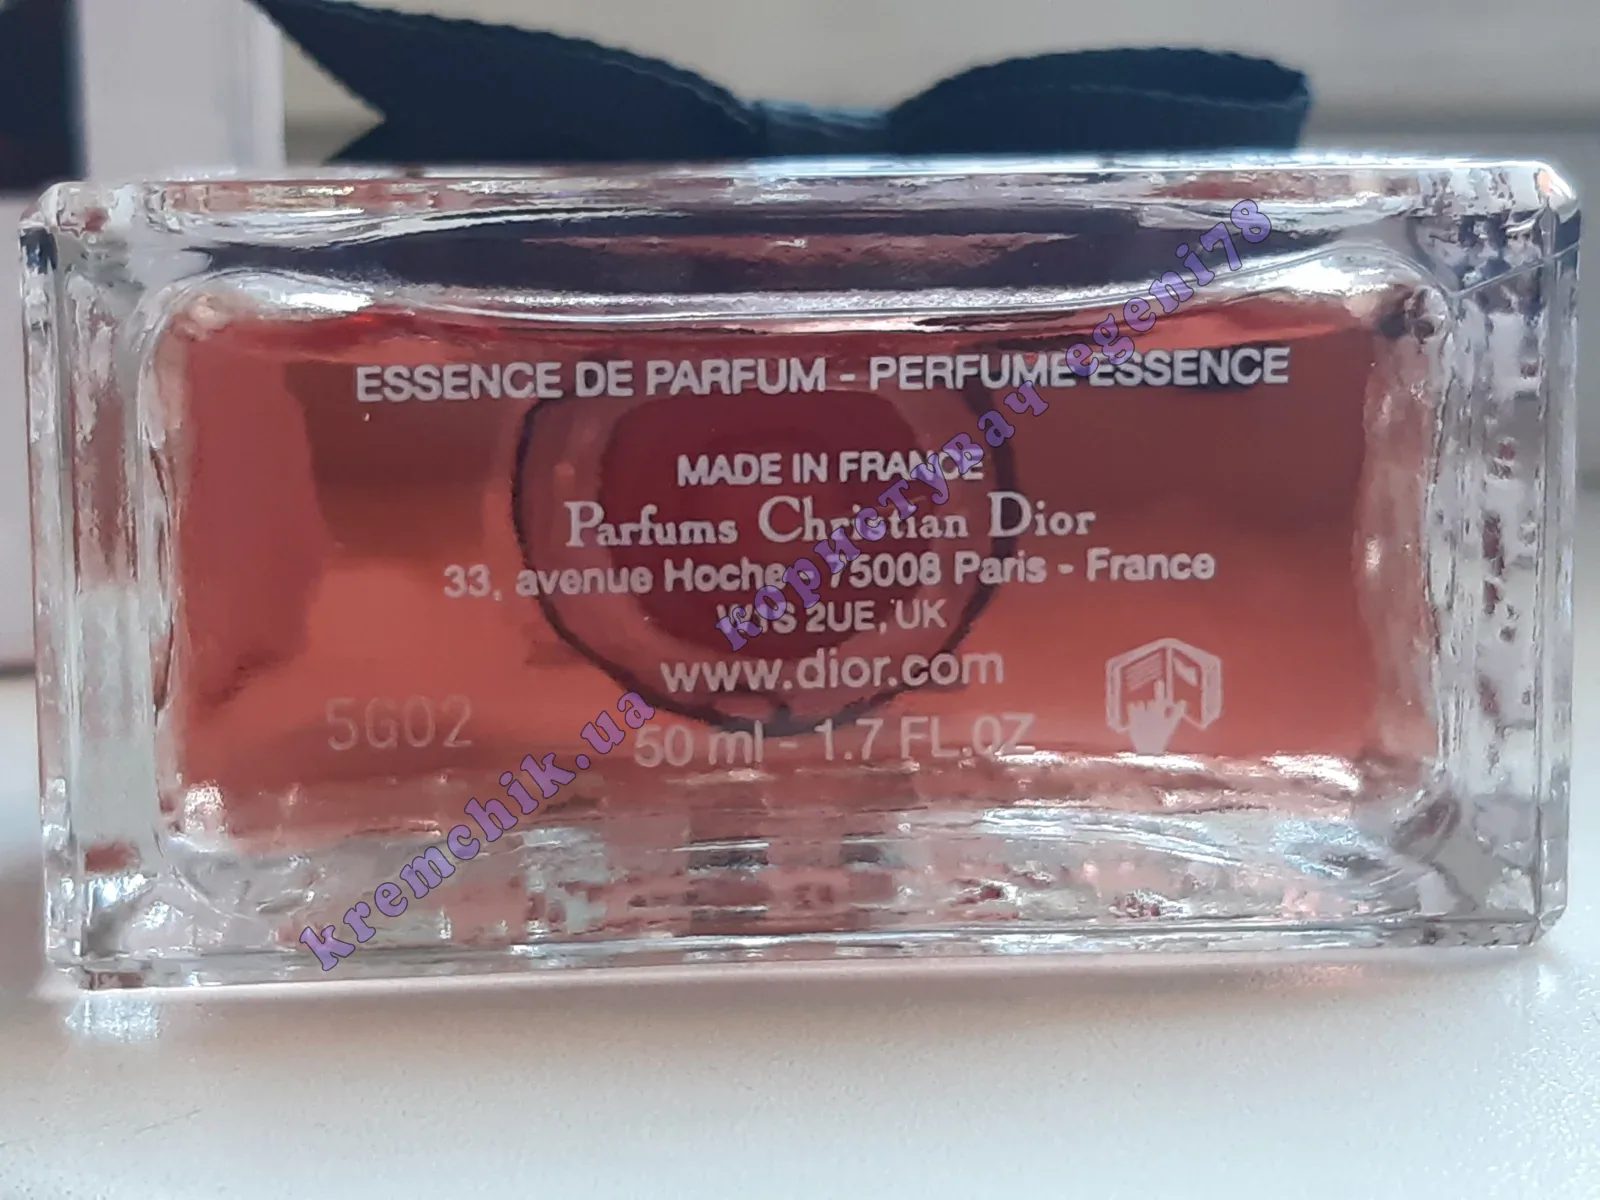 ESSENCE DE PARFUM - PERFUME ESSENCE
MADE IN FRANCE
Parfums Christian Dior
33, avenue Hoche - 75008 Paris - France
W1S 2UE, UK
www.dior.com
5G02
50 ml - 1.7 FL.OZ
kremchik.ua користувач egeni78